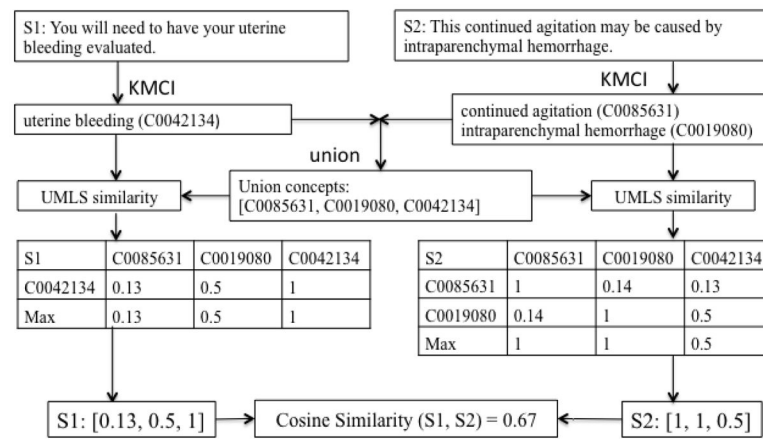 S1: You will need to have your uterine
bleeding evaluated.
S2: This continued agitation may be caused by
intraparenchymal hemorrhage.
KMCI
KMCI
uterine bleeding (C0042134)
continued agitation (C0085631)
intraparenchymal hemorrhage (C0019080)
union
UMLS similarity
Union concepts:
[C0085631, C0019080, C0042134]
UMLS similarity
S1 C0085631 C0019080 C0042134
C0042134 0.13 0.5 1
Max 0.13 0.5 1
S2 C0085631 C0019080 C0042134
C0085631 1 0.14 0.13
C0019080 0.14 1 0.5
Max 1 1 0.5
S1: [0.13, 0.5, 1]
Cosine Similarity (S1, S2) = 0.67
S2: [1, 1, 0.5]